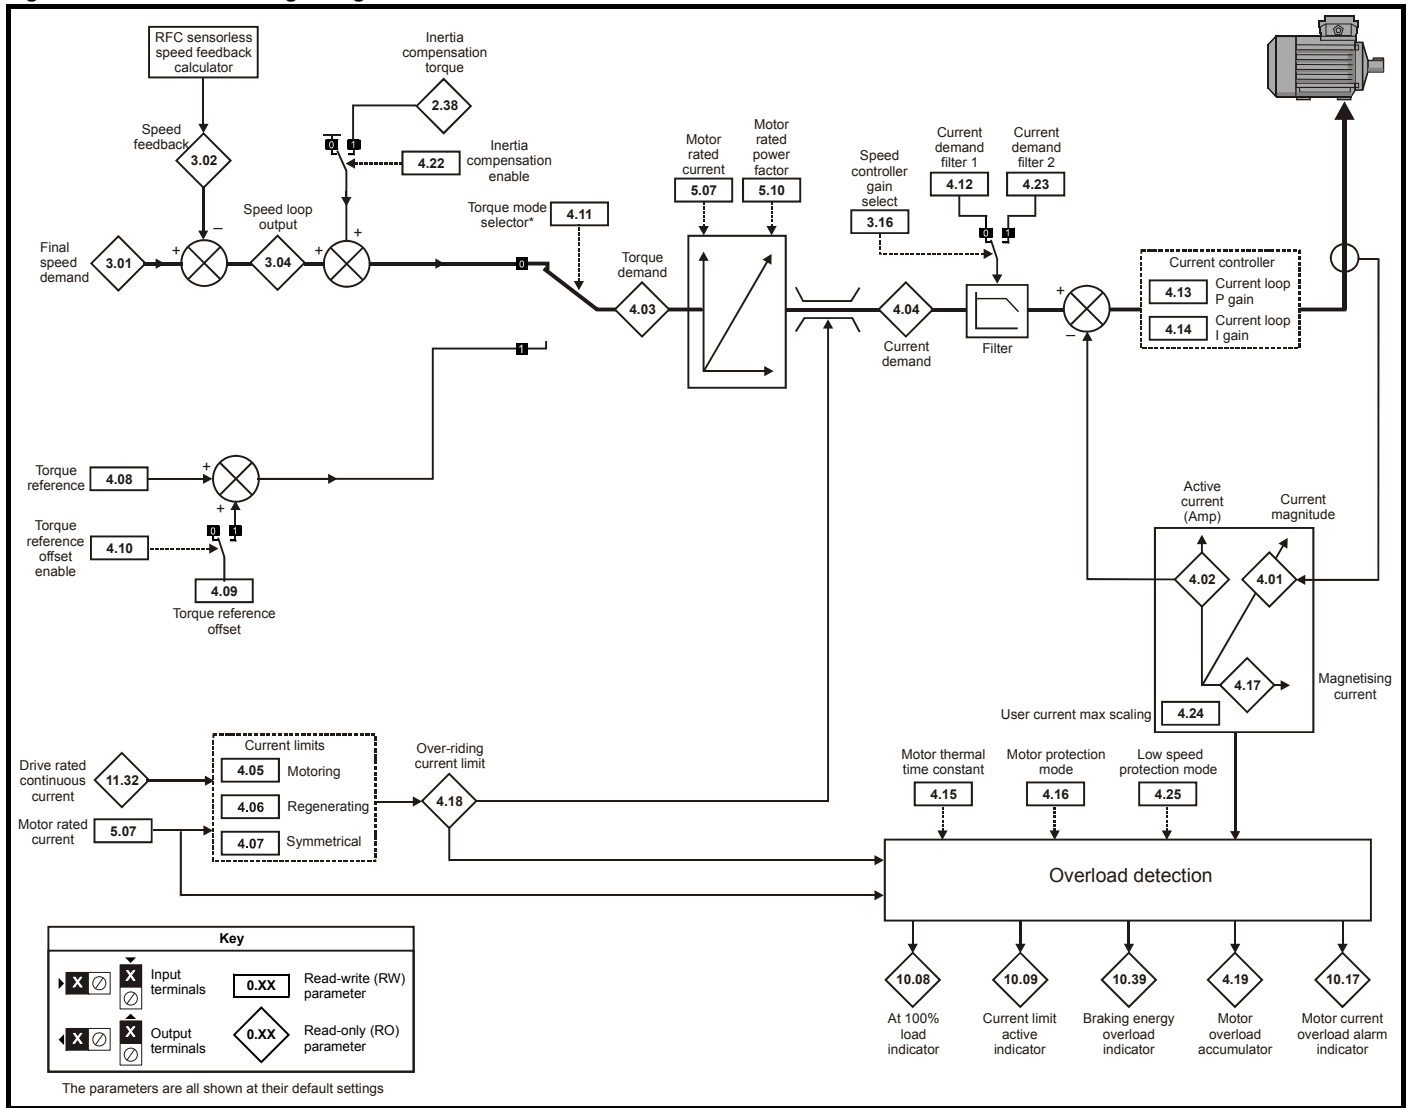 RFC sensorless
speed feedback
calculator
Inertia
compensation
torque
2.38
Speed
feedback
3.02
0 1
4.22
Inertia
compensation
enable
Final
speed
demand
3.01
+
–
Speed loop
output
3.04
+
+
Torque mode
selector*
4.11
0
1
Torque
demand
4.03
Motor
rated
current
5.07
Motor
rated
power
factor
5.10
4.04
Current
demand
Speed
controller
gain
select
3.16
Current
demand
filter 1
4.12
Current
demand
filter 2
4.23
0 1
Filter
+
–
Current controller
4.13
Current loop
P gain
4.14
Current loop
I gain
Torque
reference
4.08
+
+
Torque
reference
offset
enable
4.10
0 1
4.09
Torque reference
offset
Active
current
(Amp)
Current
magnitude
4.02
4.01
4.17
Magnetising
current
User current max scaling
4.24
Drive rated
continuous
current
11.32
Motor rated
current
5.07
Current limits
4.05
Motoring
4.06
Regenerating
4.07
Symmetrical
Over-riding
current limit
4.18
Motor thermal
time constant
4.15
Motor protection
mode
4.16
Low speed
protection mode
4.25
Overload detection
10.08
At 100%
load
indicator
10.09
Current limit
active
indicator
10.39
Braking energy
overload
indicator
4.19
Motor
overload
accumulator
10.17
Motor current
overload alarm
indicator
Key
X
X
Input
terminals
0.XX
Read-write (RW)
parameter
X
X
Output
terminals
0.XX
Read-only (RO)
parameter
The parameters are all shown at their default settings